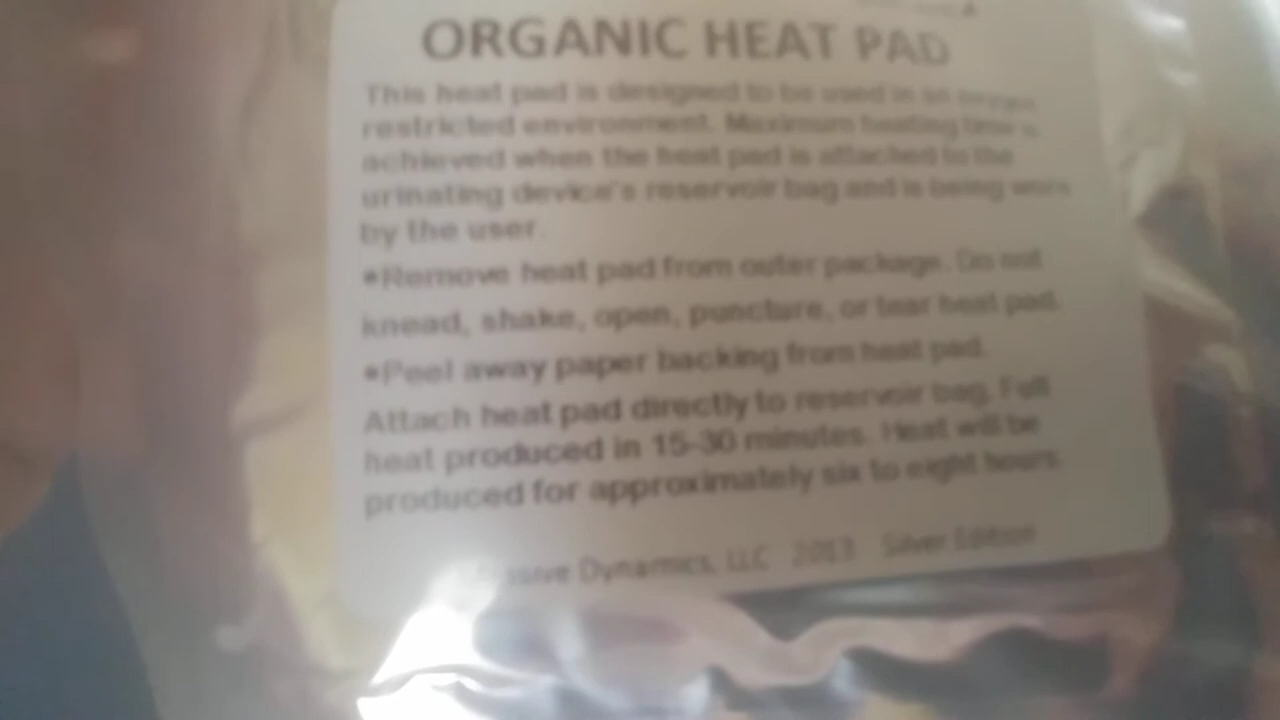 ORGANIC HEAT PAD
This heat pad is designed to be used in an oxygen
restricted environment. Maximum heating time is
achieved when the heat pad is attached to the
urinating device's reservoir bag and is being worn
by the user.
•Remove heat pad from outer package. Do not
knead, shake, open, puncture, or tear heat pad.
•Peel away paper backing from heat pad.
Attach heat pad directly to reservoir bag. Full
heat produced in 15-30 minutes. Heat will be
produced for approximately six to eight hours.
Dynamics, LLC 2013 Silver Edition